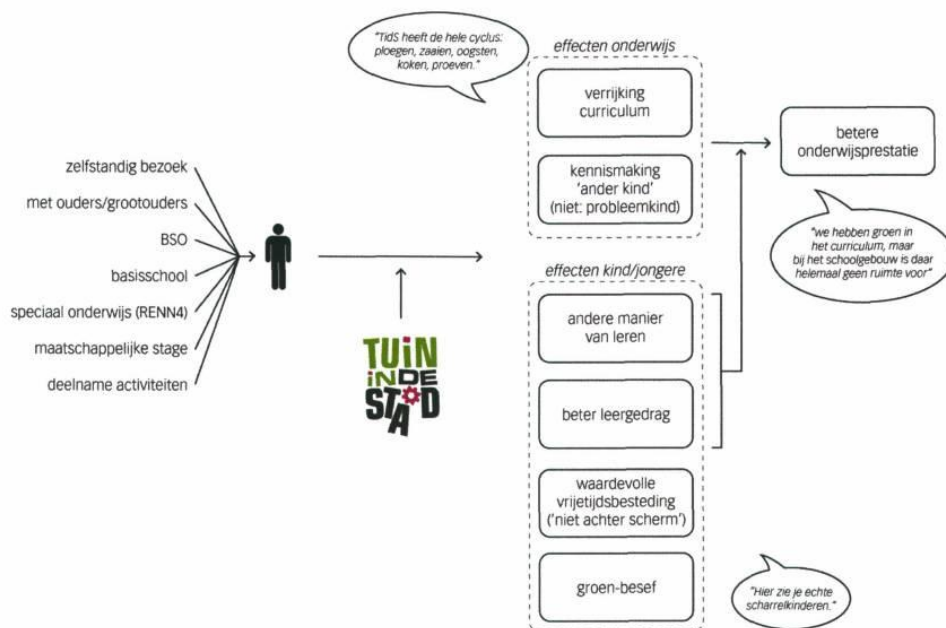 "TidS heeft de hele cyclus:
ploegen, zaaien, oogsten,
koken, proeven."
effecten onderwijs
verrijking
curriculum
kennismaking
'ander kind'
(niet: probleemkind)
betere
onderwijsprestatie
"we hebben groen in
het curriculum, maar
bij het schoolgebouw is daar
helemaal geen ruimte voor"
zelfstandig bezoek
met ouders/grootouders
BSO
basisschool
speciaal onderwijs (RENN4)
maatschappelijke stage
deelname activiteiten
TUiN
iNDE
STAD
effecten kind/jongere
andere manier
van leren
beter leergedrag
waardevolle
vrijetijdsbesteding
('niet achter scherm')
groen-besef
"Hier zie je echte
scharrelkinderen."